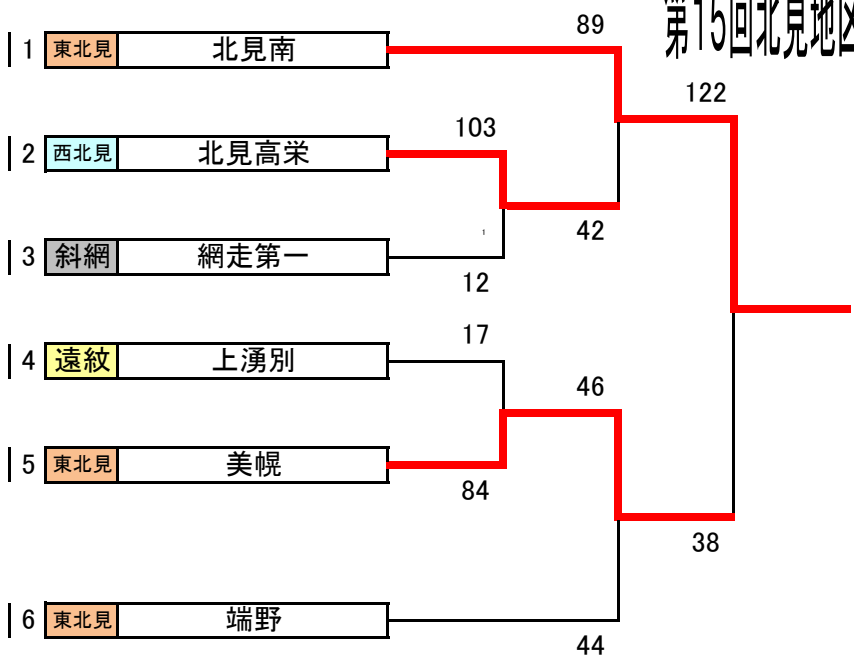 第15回北見地区
89
1 東北見 北見南
122
103
2 西北見 北見高栄
1
42
3 斜網 網走第一
12
17
4 遠紋 上湧別
46
5 東北見 美幌
84
38
6 東北見 端野
44